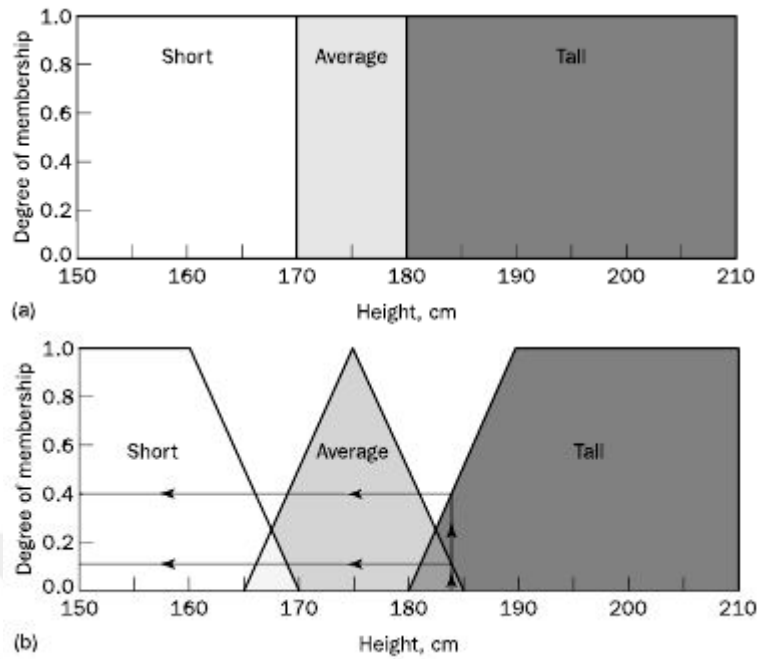 Degree of membership
1.0
0.8
0.6
0.4
0.2
0.0
Short
Average
Tall
150 160 170 180 190 200 210
Height, cm
(a)
Degree of membership
1.0
0.8
0.6
0.4
0.2
0.0
Short
Average
Tall
150 160 170 180 190 200 210
Height, cm
(b)